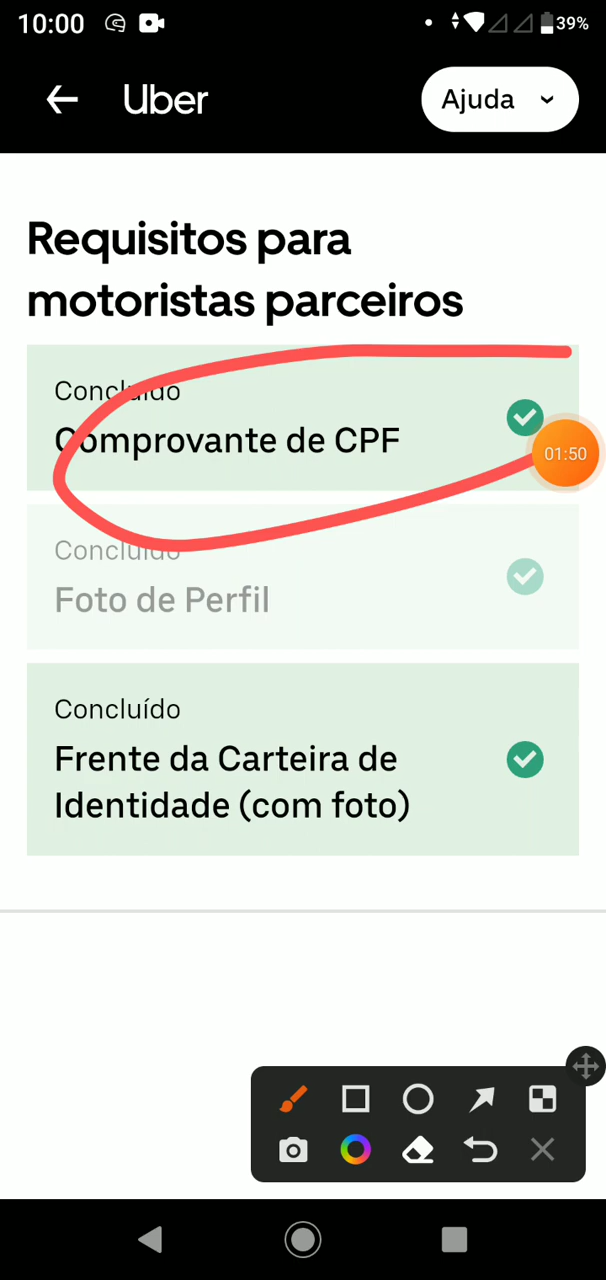 10:00
39%
Uber
Ajuda
Requisitos para
motoristas parceiros
Concluído
Comprovante de CPF
01:50
Concluído
Foto de Perfil
Concluído
Frente da Carteira de
Identidade (com foto)